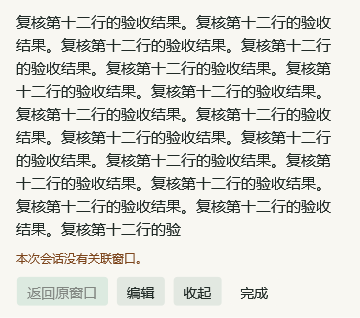 复核第十二行的验收结果。复核第十二行的验收
结果。复核第十二行的验收结果。复核第十二行
的验收结果。复核第十二行的验收结果。复核第
十二行的验收结果。复核第十二行的验收结果。
复核第十二行的验收结果。复核第十二行的验收
结果。复核第十二行的验收结果。复核第十二行
的验收结果。复核第十二行的验收结果。复核第
十二行的验收结果。复核第十二行的验收结果。
复核第十二行的验收结果。复核第十二行的验收
结果。复核第十二行的验
本次会话没有关联窗口。
返回原窗口 编辑 收起 完成